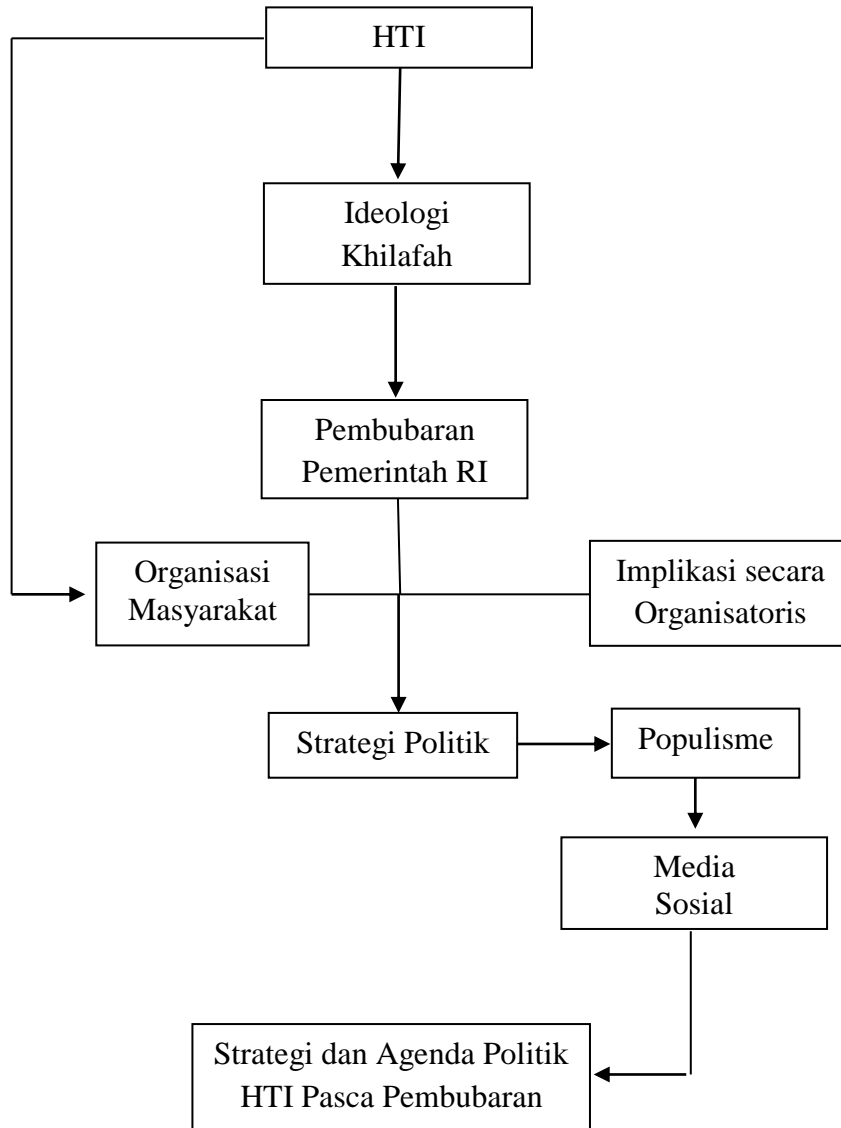 HTI
Ideologi
Khilafah
Pembubaran
Pemerintah RI
Organisasi
Masyarakat
Implikasi secara
Organisatoris
Strategi Politik
Populisme
Media
Sosial
Strategi dan Agenda Politik
HTI Pasca Pembubaran